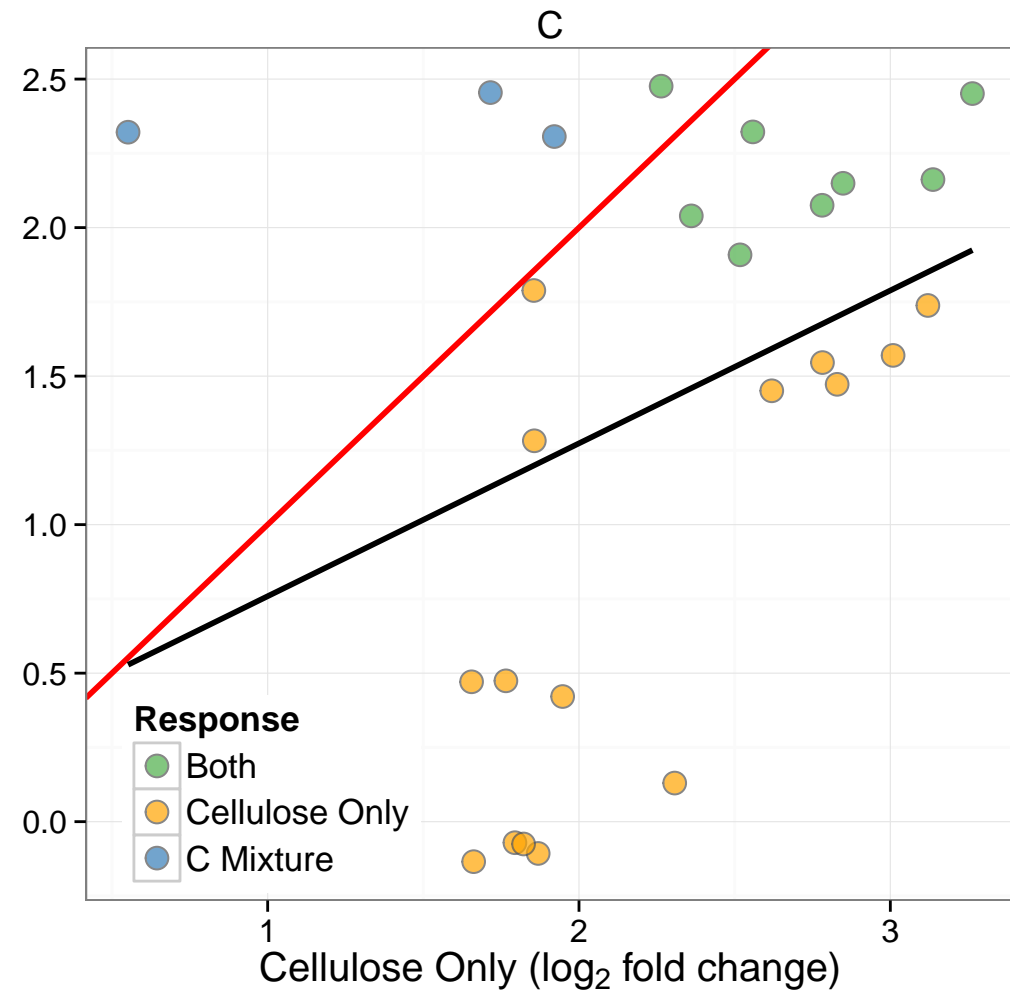 C
2.5
2.0
1.5
1.0
0.5
0.0
Response
Both
Cellulose Only
C Mixture
1 2 3
Cellulose Only (log₂ fold change)